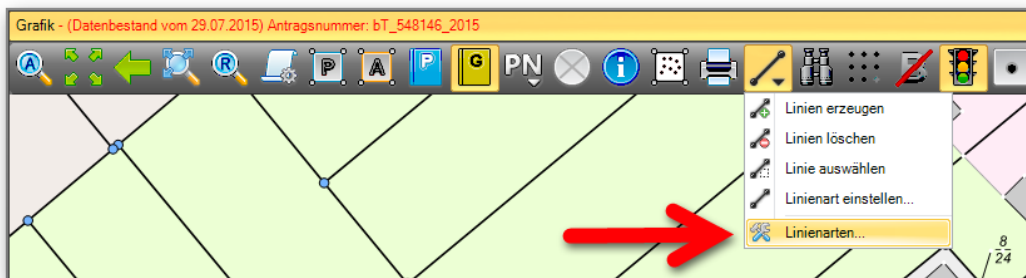 Grafik - (Datenbestand vom 29.07.2015) Antragsnummer: bT_548146_2015
A R P A P G PN i
Linien erzeugen
Linien löschen
Linie auswählen
Linienart einstellen...
Linienarten...
8
24